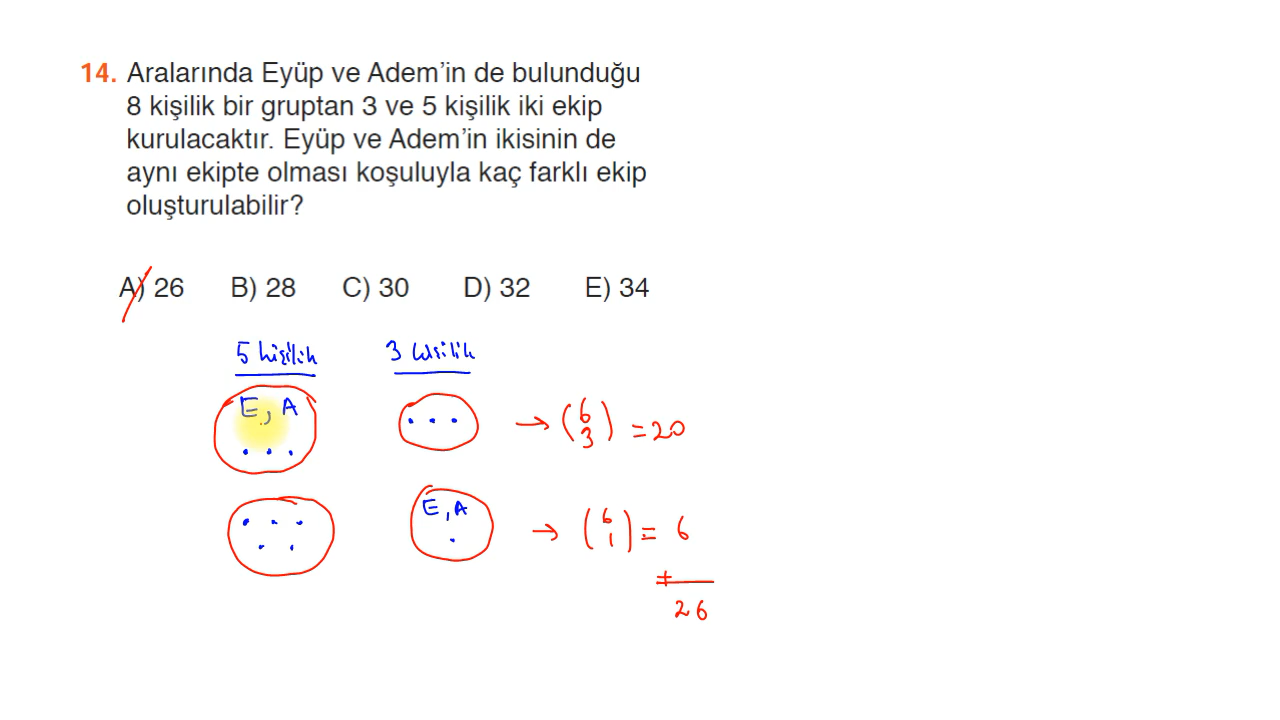 14. Aralarında Eyüp ve Adem’in de bulunduğu
8 kişilik bir gruptan 3 ve 5 kişilik iki ekip
kurulacaktır. Eyüp ve Adem’in ikisinin de
aynı ekipte olması koşuluyla kaç farklı ekip
oluşturulabilir?
A) 26 B) 28 C) 30 D) 32 E) 34
5 kişilik 3 kişilik
E, A → (6 3) = 20
E, A → (6 1) = 6
+
26